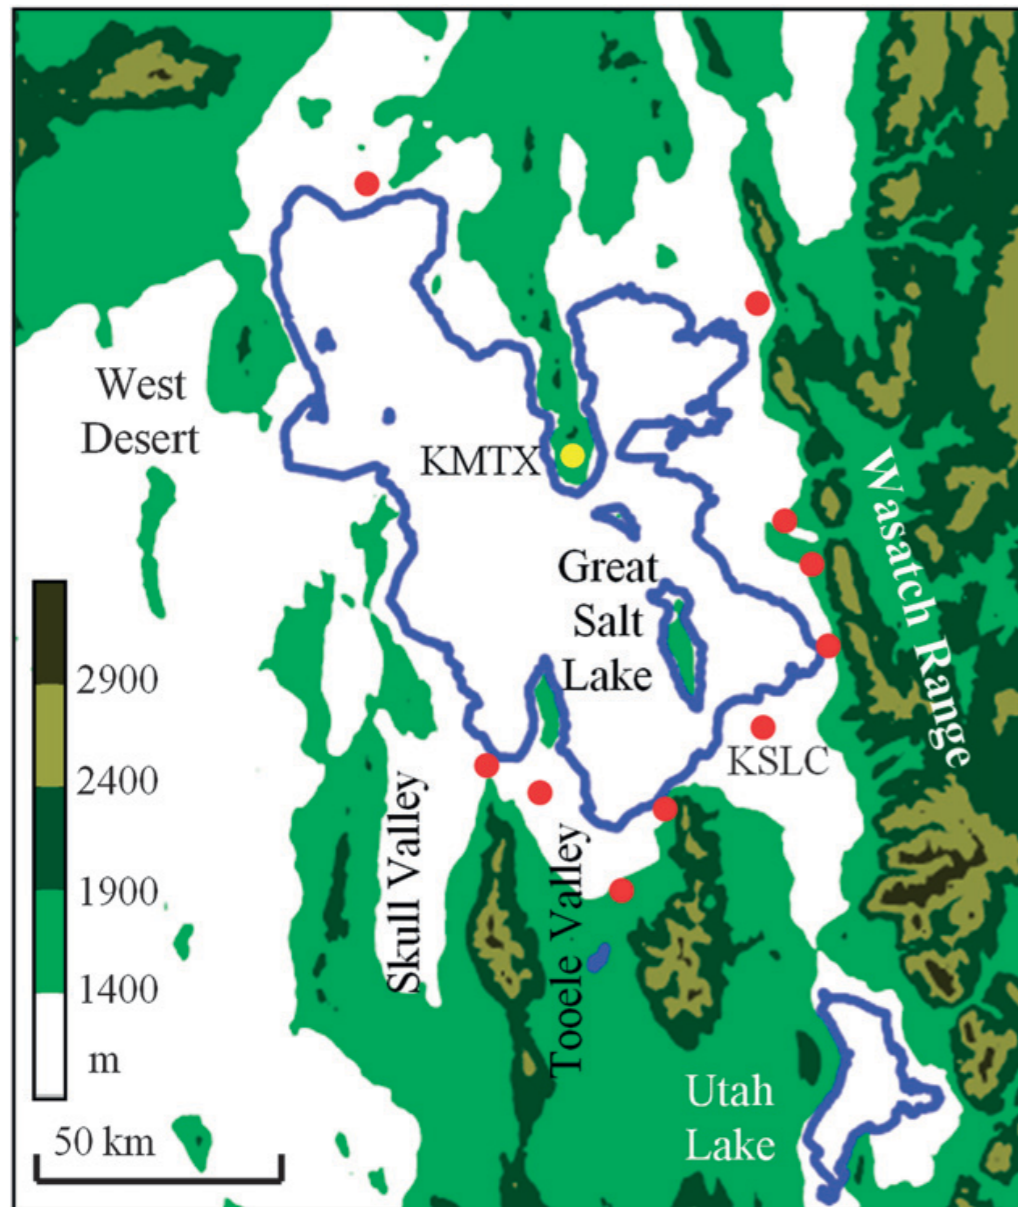 West
Desert
KMTX
Wasatch Range
Great
Salt
Lake
KSLC
2900
2400
1900
1400
m
Skull Valley
Tooele Valley
Utah
Lake
50 km